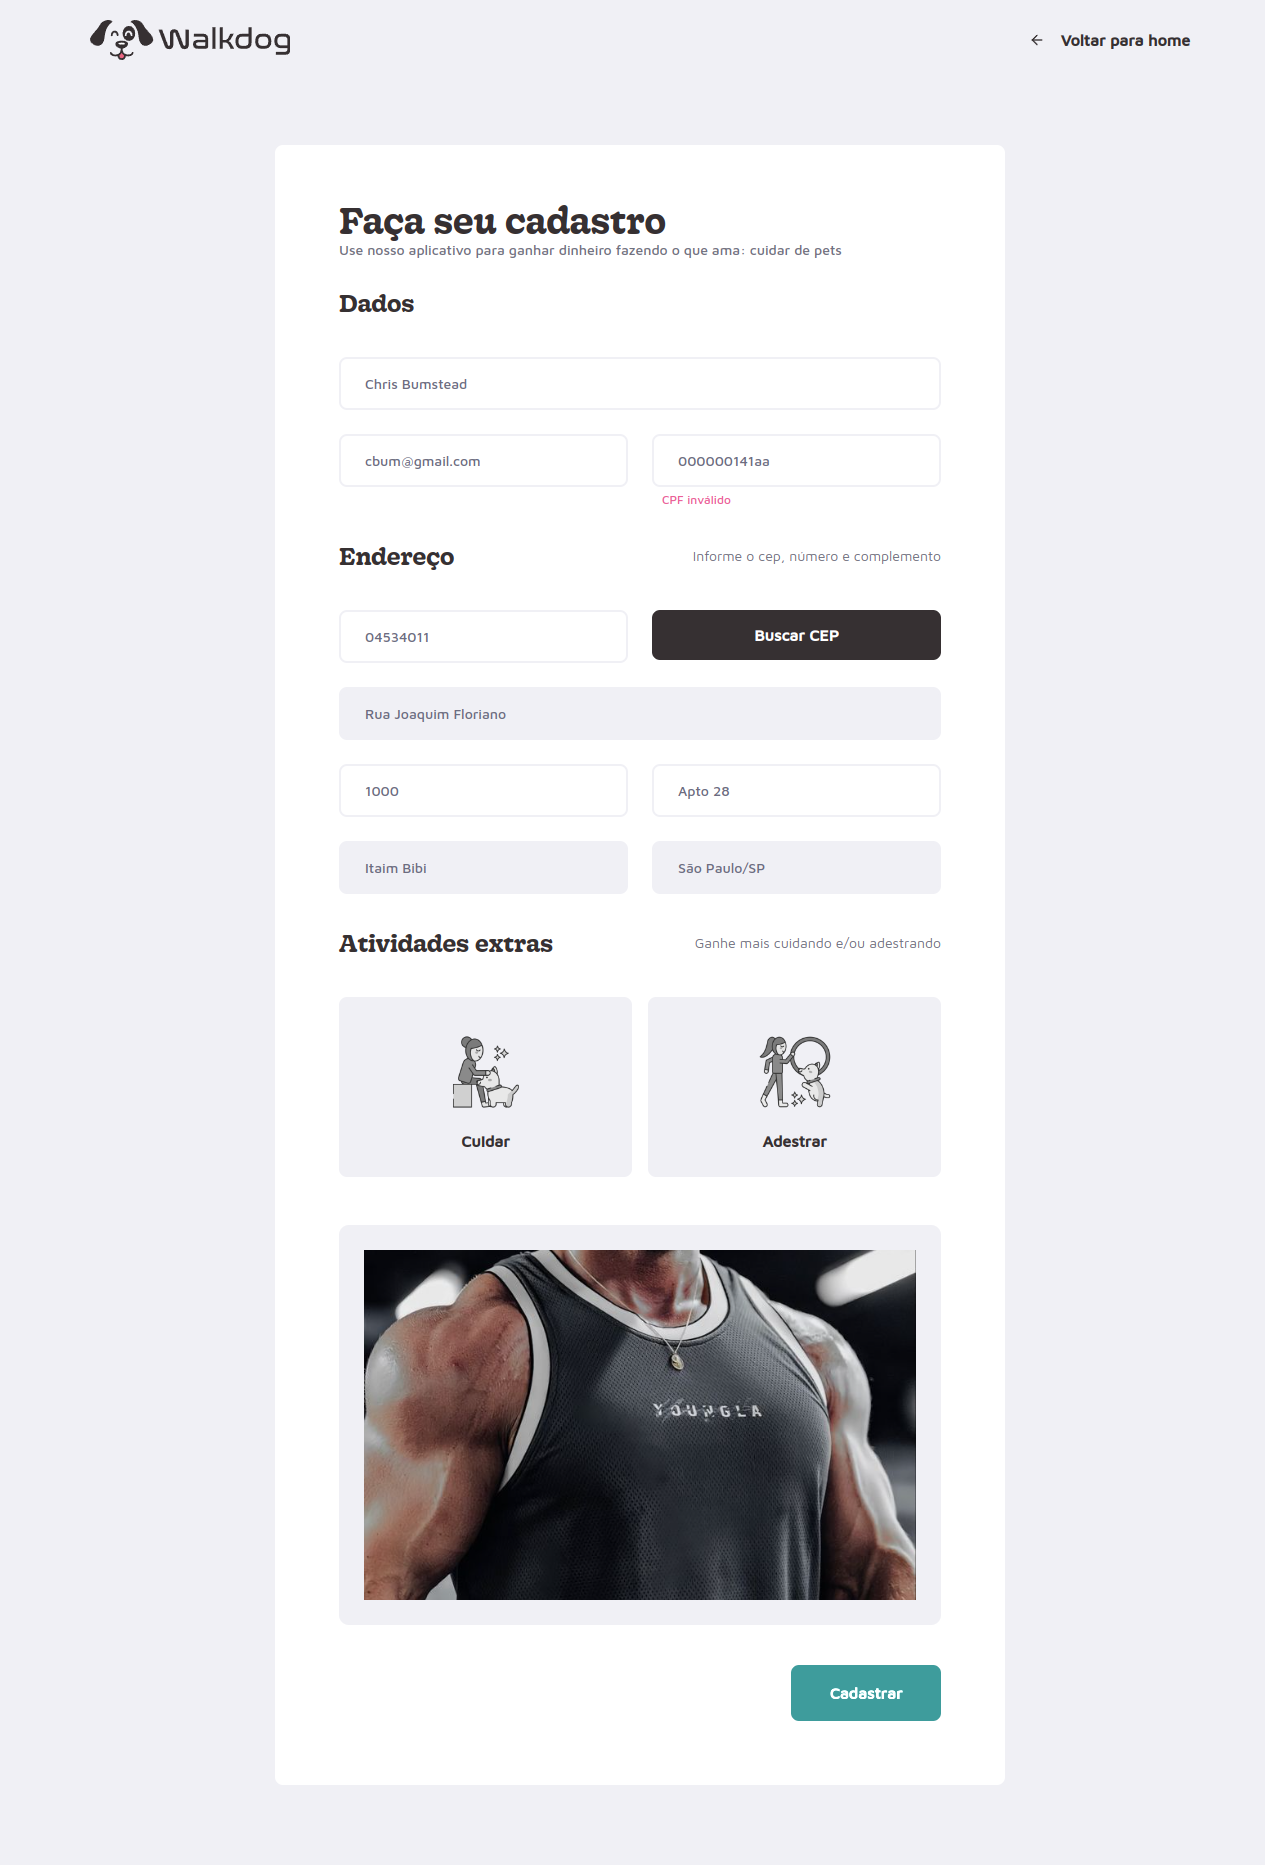 Walkdog
Voltar para home
Faça seu cadastro
Use nosso aplicativo para ganhar dinheiro fazendo o que ama: cuidar de pets
Dados
Chris Bumstead
cbum@gmail.com
000000141aa
CPF inválido
Endereço
Informe o cep, número e complemento
04534011
Buscar CEP
Rua Joaquim Floriano
1000
Apto 28
Itaim Bibi
São Paulo/SP
Atividades extras
Ganhe mais cuidando e/ou adestrando
Cuidar
Adestrar
YOUNGLA
Cadastrar